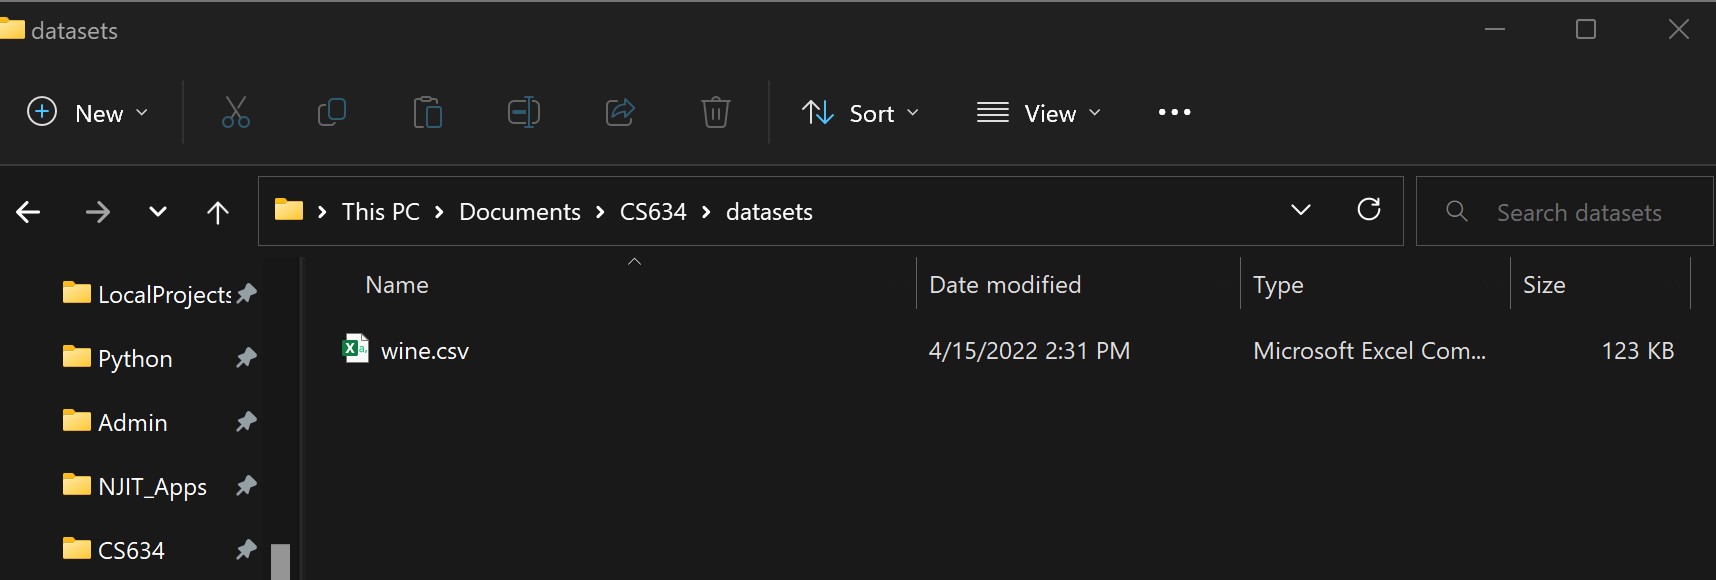 datasets
New Sort View
This PC Documents CS634 datasets Search datasets
Name Date modified Type Size
wine.csv 4/15/2022 2:31 PM Microsoft Excel Com... 123 KB
LocalProjects
Python
Admin
NJIT_Apps
CS634